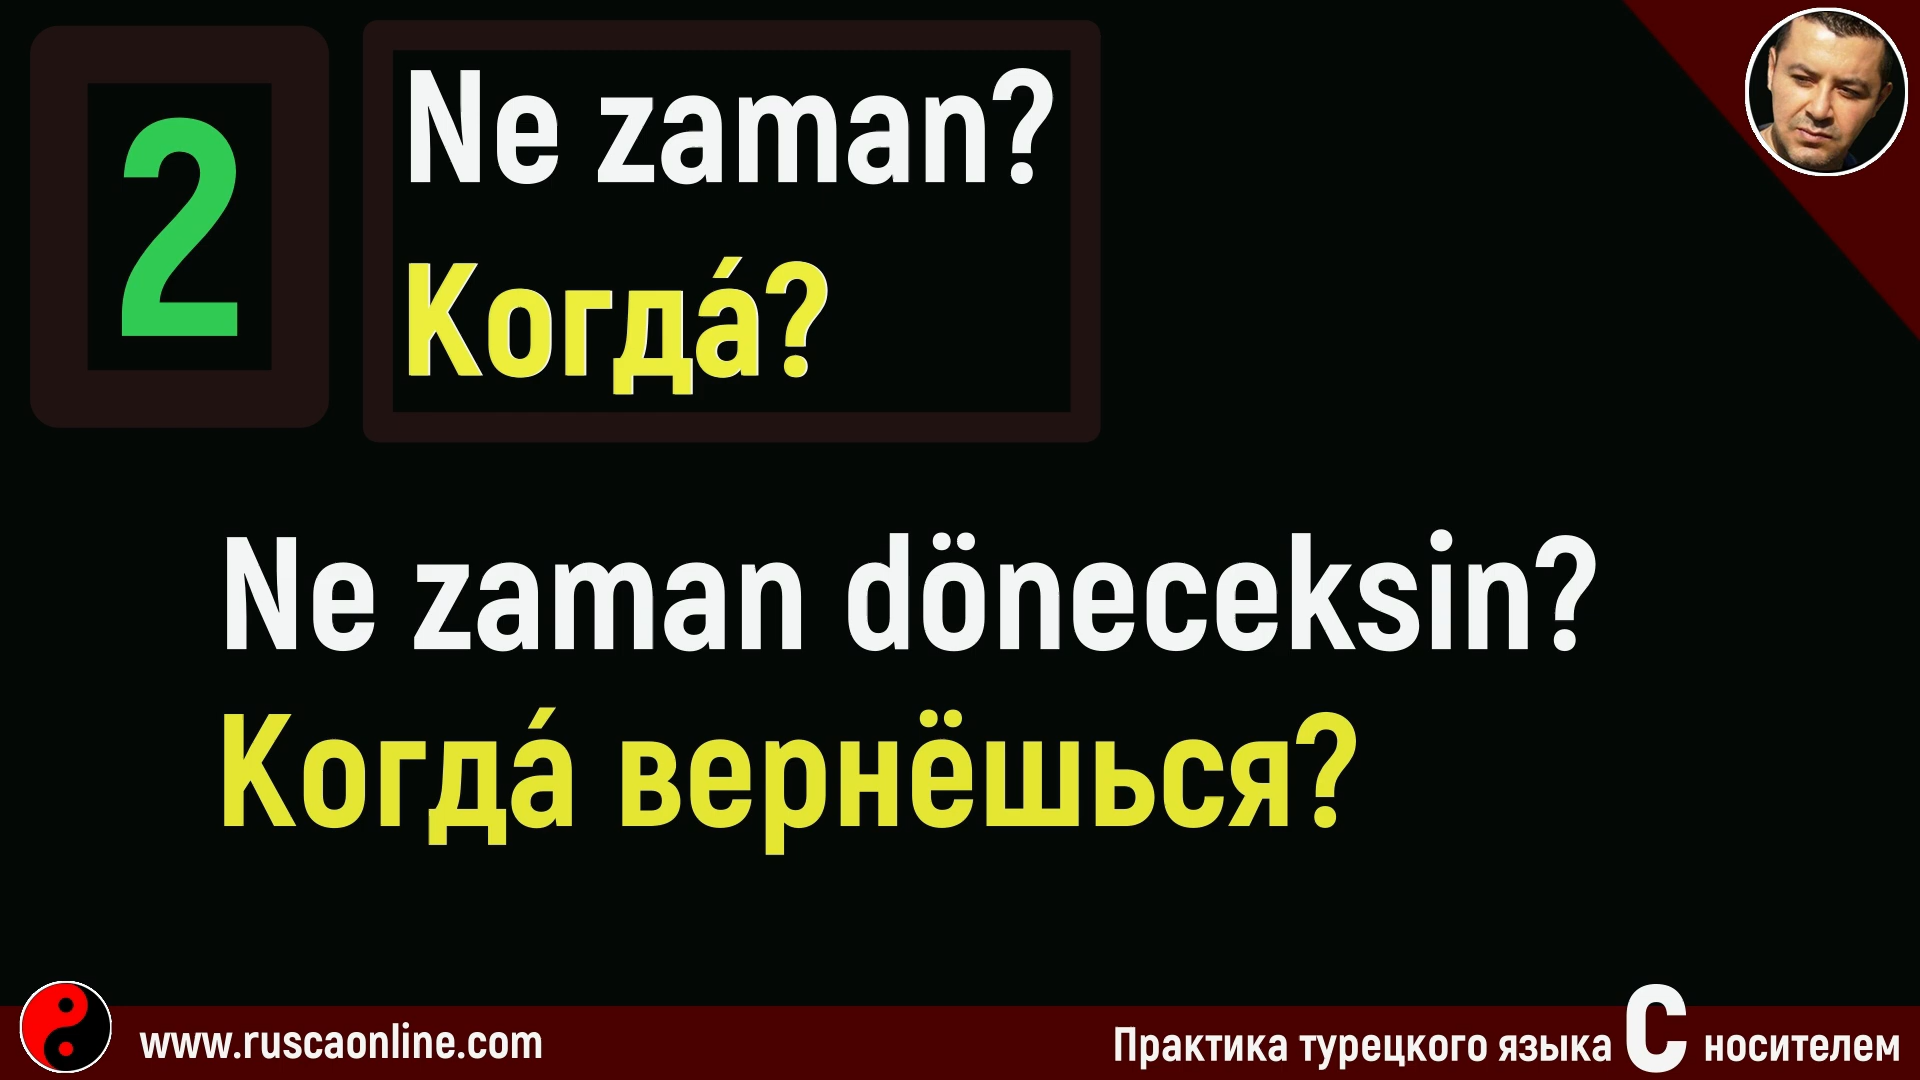 2
Ne zaman?
Когда́?
Ne zaman döneceksin?
Когда́ вернёшься?
www.ruscaonline.com
Практика турецкого языка С носителем